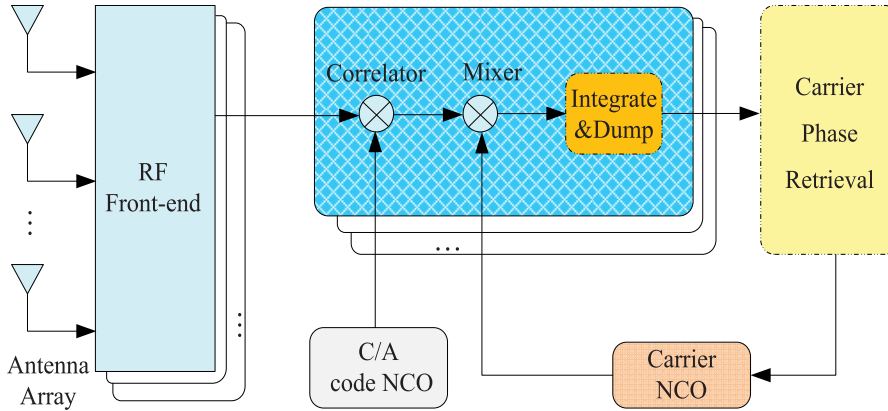 Correlator
Mixer
Integrate
&Dump
Carrier
Phase
Retrieval
RF
Front-end
...
...
...
Antenna
Array
C/A
code NCO
Carrier
NCO